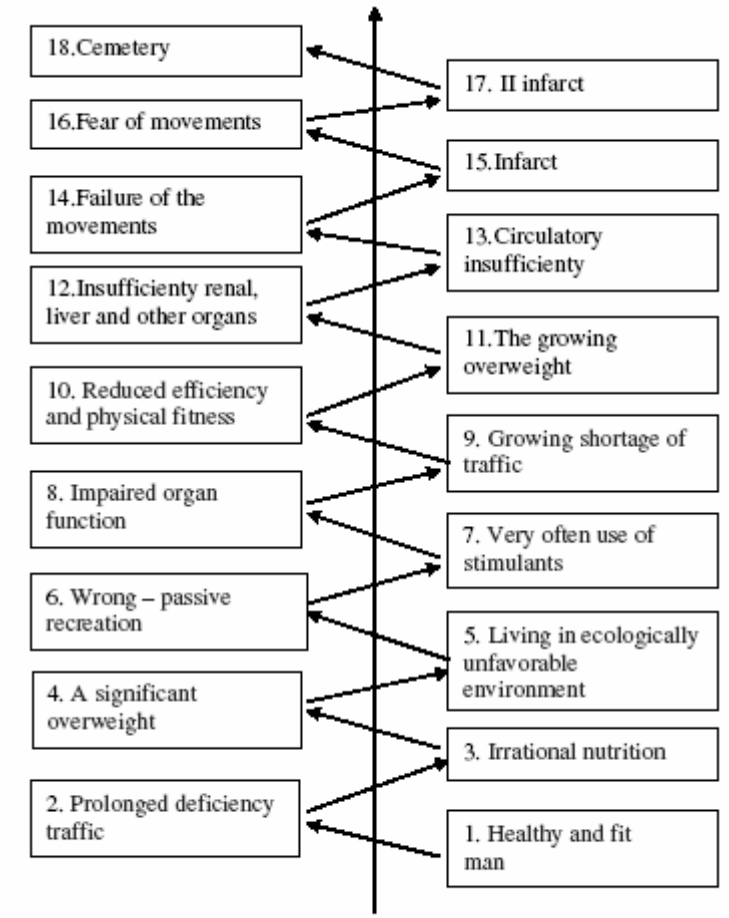 18.Cemetery
17. II infarct
16.Fear of movements
15.Infarct
14.Failure of the
movements
13.Circulatory
insufficienty
12.Insufficienty renal,
liver and other organs
11.The growing
overweight
10. Reduced efficiency
and physical fitness
9. Growing shortage of
traffic
8. Impaired organ
function
7. Very often use of
stimulants
6. Wrong – passive
recreation
5. Living in ecologically
unfavorable
environment
4. A significant
overweight
3. Irrational nutrition
2. Prolonged deficiency
traffic
1. Healthy and fit
man